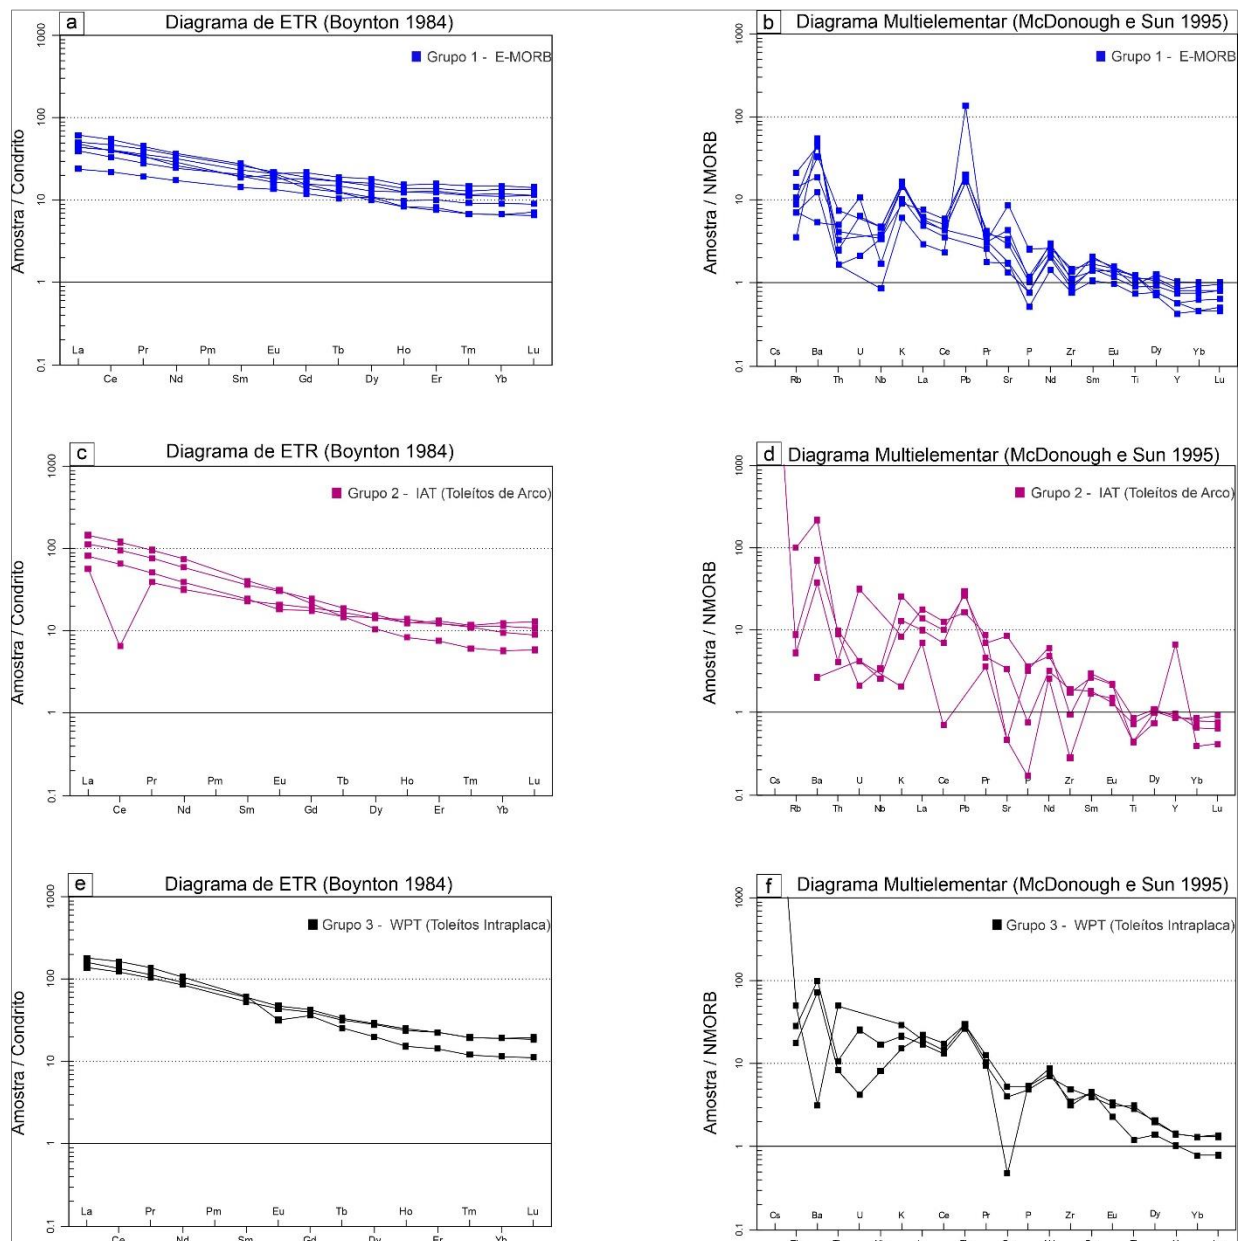 a
Diagrama de ETR (Boynton 1984)
Grupo 1 - E-MORB
Amostra / Condrito
1000
100
10
1
0.1
La Pr Pm Eu Tb Ho Tm Lu
Ce Nd Sm Gd Dy Er Yb
b
Diagrama Multielementar (McDonough e Sun 1995)
Grupo 1 - E-MORB
Amostra / NMORB
1000
100
10
1
0.1
Cs Ba Th U K La Ce Pr P Zr Eu Dy Yb
Rb Th Nb La Pb Sr Nd Sm Ti Y Lu
c
Diagrama de ETR (Boynton 1984)
Grupo 2 - IAT (Toleítos de Arco)
Amostra / Condrito
1000
100
10
1
0.1
La Pr Pm Eu Tb Ho Tm Lu
Ce Nd Sm Gd Dy Er Yb
d
Diagrama Multielementar (McDonough e Sun 1995)
Grupo 2 - IAT (Toleítos de Arco)
Amostra / NMORB
1000
100
10
1
0.1
Cs Ba U K Ce Pr P Zr Eu Dy Yb
Rb Th Nb La Pb Sr Nd Sm Ti Y Lu
e
Diagrama de ETR (Boynton 1984)
Grupo 3 - WPT (Toleítos Intraplaca)
Amostra / Condrito
1000
100
10
1
0.1
La Pr Pm Eu Tb Ho Tm Lu
Ce Nd Sm Gd Dy Er Yb
f
Diagrama Multielementar (McDonough e Sun 1995)
Grupo 3 - WPT (Toleítos Intraplaca)
Amostra / NMORB
1000
100
10
1
0.1
Cs Ba U K Ce Pr P Zr Eu Dy Yb